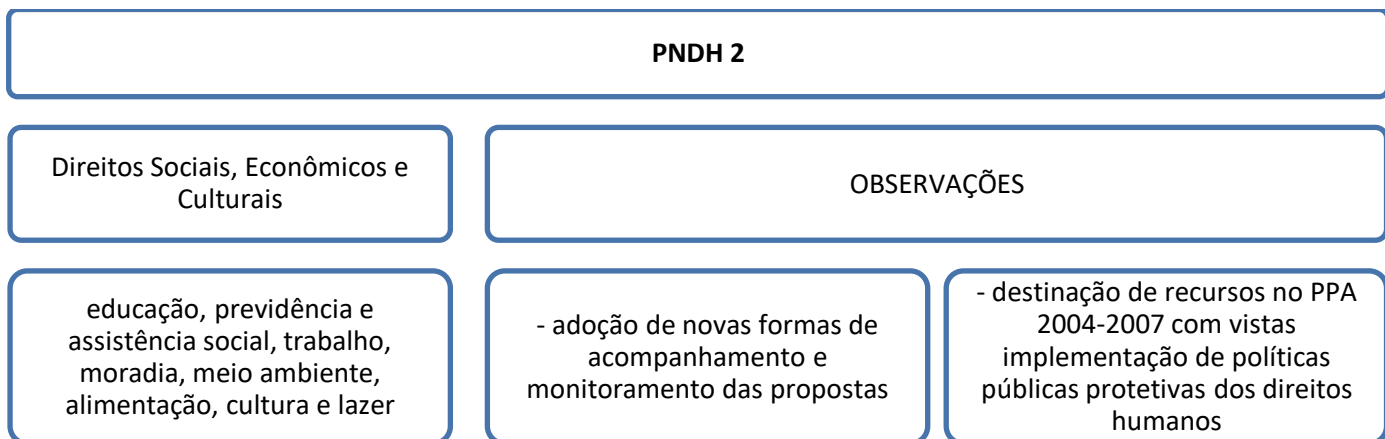 PNDH 2
Direitos Sociais, Econômicos e
Culturais
OBSERVAÇÕES
educação, previdência e
assistência social, trabalho,
moradia, meio ambiente,
alimentação, cultura e lazer
- adoção de novas formas de
acompanhamento e
monitoramento das propostas
- destinação de recursos no PPA
2004-2007 com vistas
implementação de políticas
públicas protetivas dos direitos
humanos